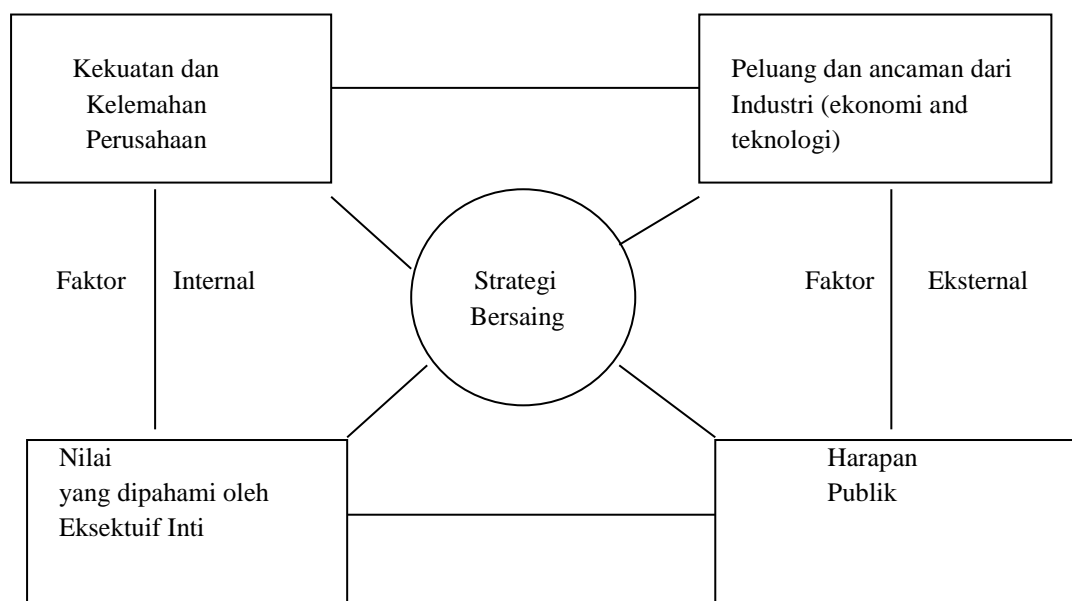 Kekuatan dan
Kelemahan
Perusahaan
Peluang dan ancaman dari
Industri (ekonomi and
teknologi)
Faktor Internal
Strategi
Bersaing
Faktor Eksternal
Nilai
yang dipahami oleh
Eksektuif Inti
Harapan
Publik